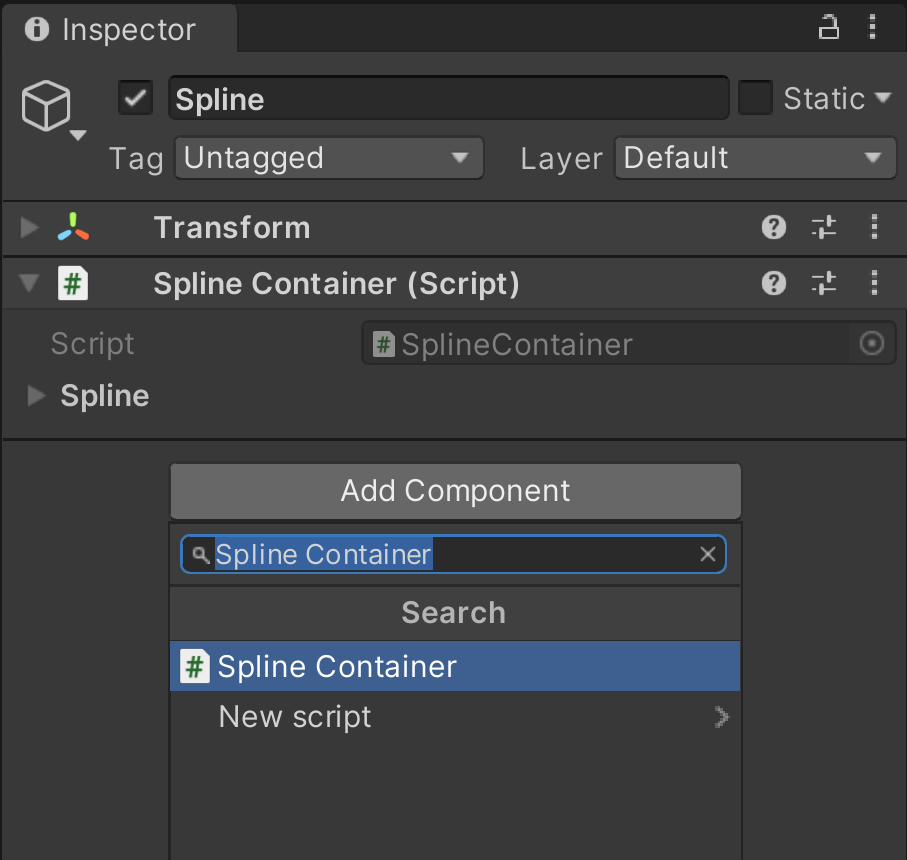 Inspector
Spline Static
Tag Untagged Layer Default
Transform
# Spline Container (Script)
Script # SplineContainer
Spline
Add Component
Spline Container
Search
# Spline Container
New script